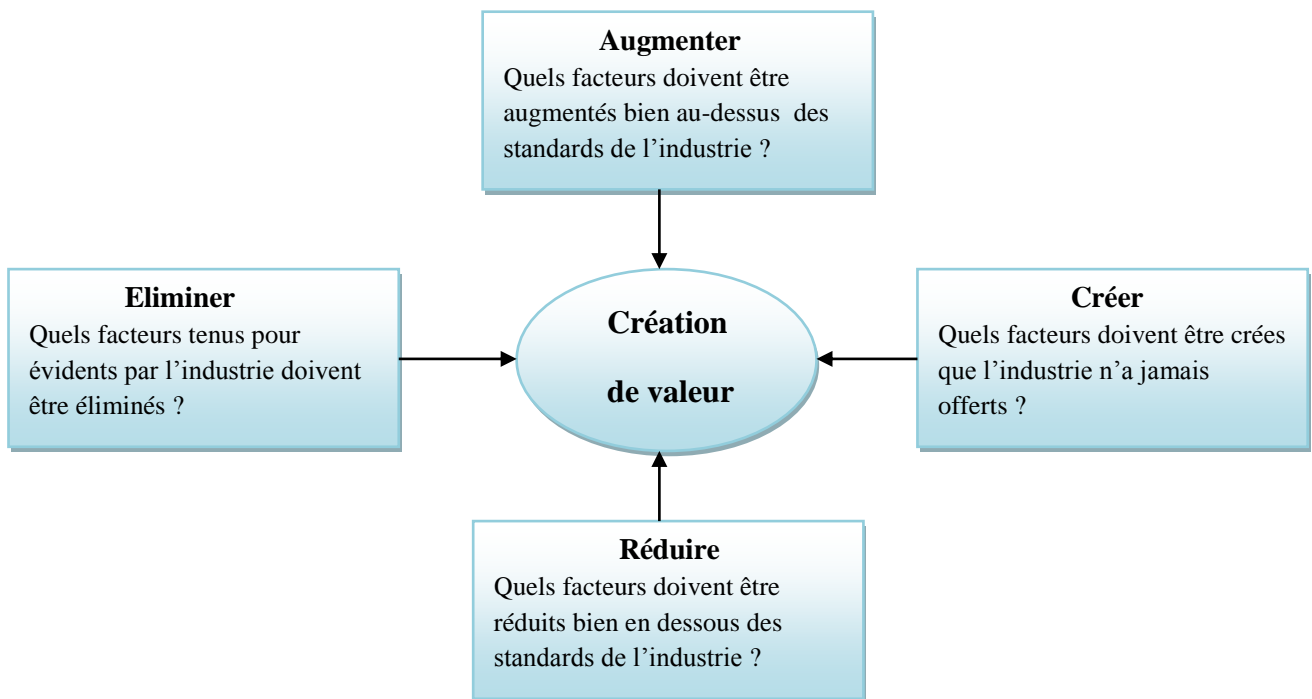 Augmenter
Quels facteurs doivent être
augmentés bien au-dessus des
standards de l’industrie ?
Eliminer
Quels facteurs tenus pour
évidents par l’industrie doivent
être éliminés ?
Création
de valeur
Créer
Quels facteurs doivent être crées
que l’industrie n’a jamais
offerts ?
Réduire
Quels facteurs doivent être
réduits bien en dessous des
standards de l’industrie ?